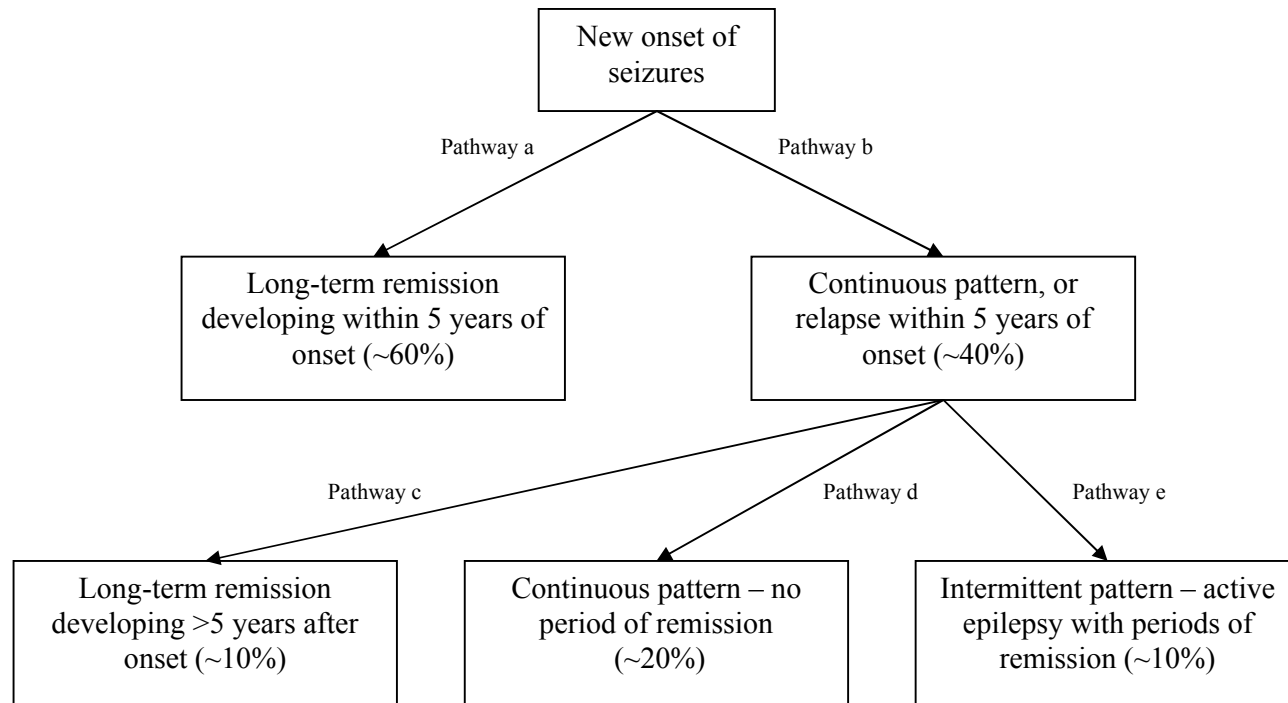 New onset of
seizures
Pathway a
Pathway b
Long-term remission
developing within 5 years of
onset (~60%)
Continuous pattern, or
relapse within 5 years of
onset (~40%)
Pathway c
Pathway d
Pathway e
Long-term remission
developing >5 years after
onset (~10%)
Continuous pattern – no
period of remission
(~20%)
Intermittent pattern – active
epilepsy with periods of
remission (~10%)